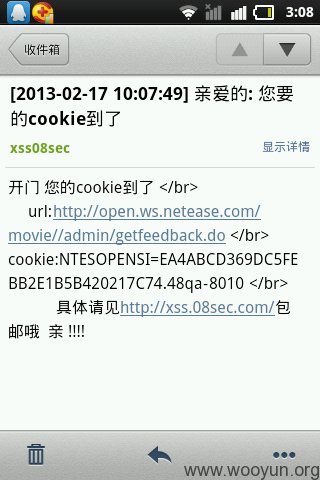 3:08
收件箱
[2013-02-17 10:07:49] 亲爱的: 您要
的cookie到了
xss08sec
显示详情
开门 您的cookie到了 </br>
url:http://open.ws.netease.com/
movie//admin/getfeedback.do </br>
cookie:NTESOPENSI=EA4ABCD369DC5FE
BB2E1B5B420217C74.48qa-8010 </br>
具体请见http://xss.08sec.com/包
邮哦 亲 !!!!
www.wooyun.org